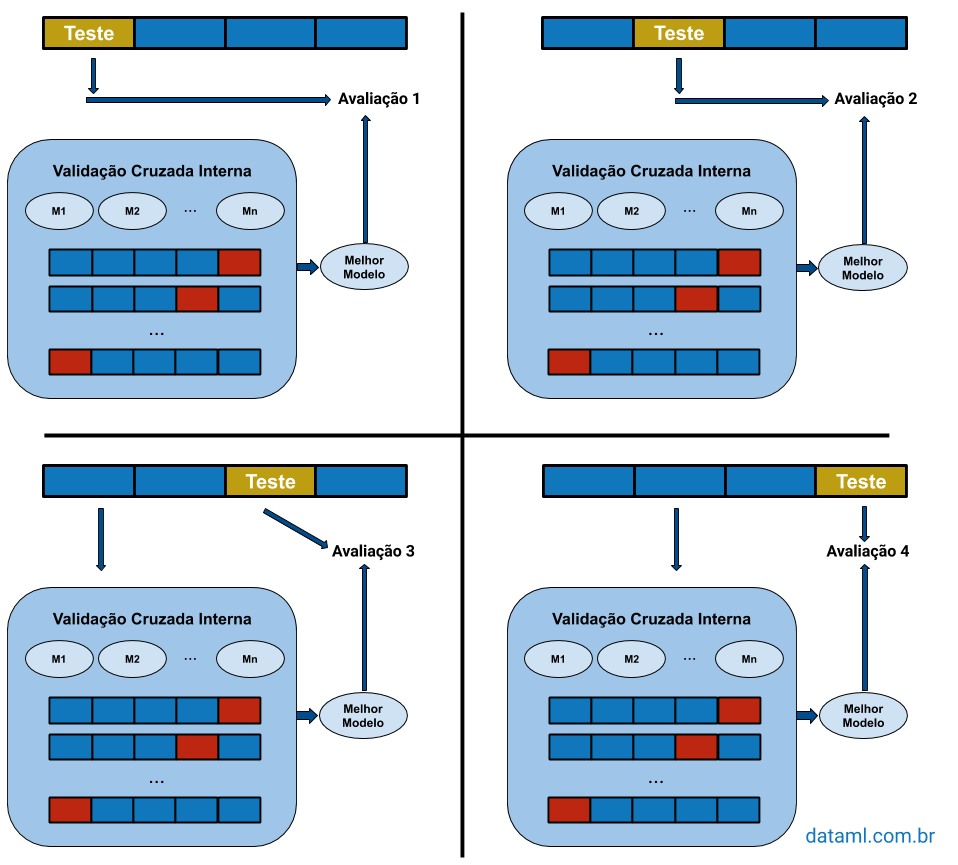 Teste
Avaliação 1
Validação Cruzada Interna
M1 M2 ... Mn
Melhor
Modelo
...
Teste
Avaliação 2
Validação Cruzada Interna
M1 M2 ... Mn
Melhor
Modelo
...
Teste
Avaliação 3
Validação Cruzada Interna
M1 M2 ... Mn
Melhor
Modelo
...
Teste
Avaliação 4
Validação Cruzada Interna
M1 M2 ... Mn
Melhor
Modelo
...
dataml.com.br